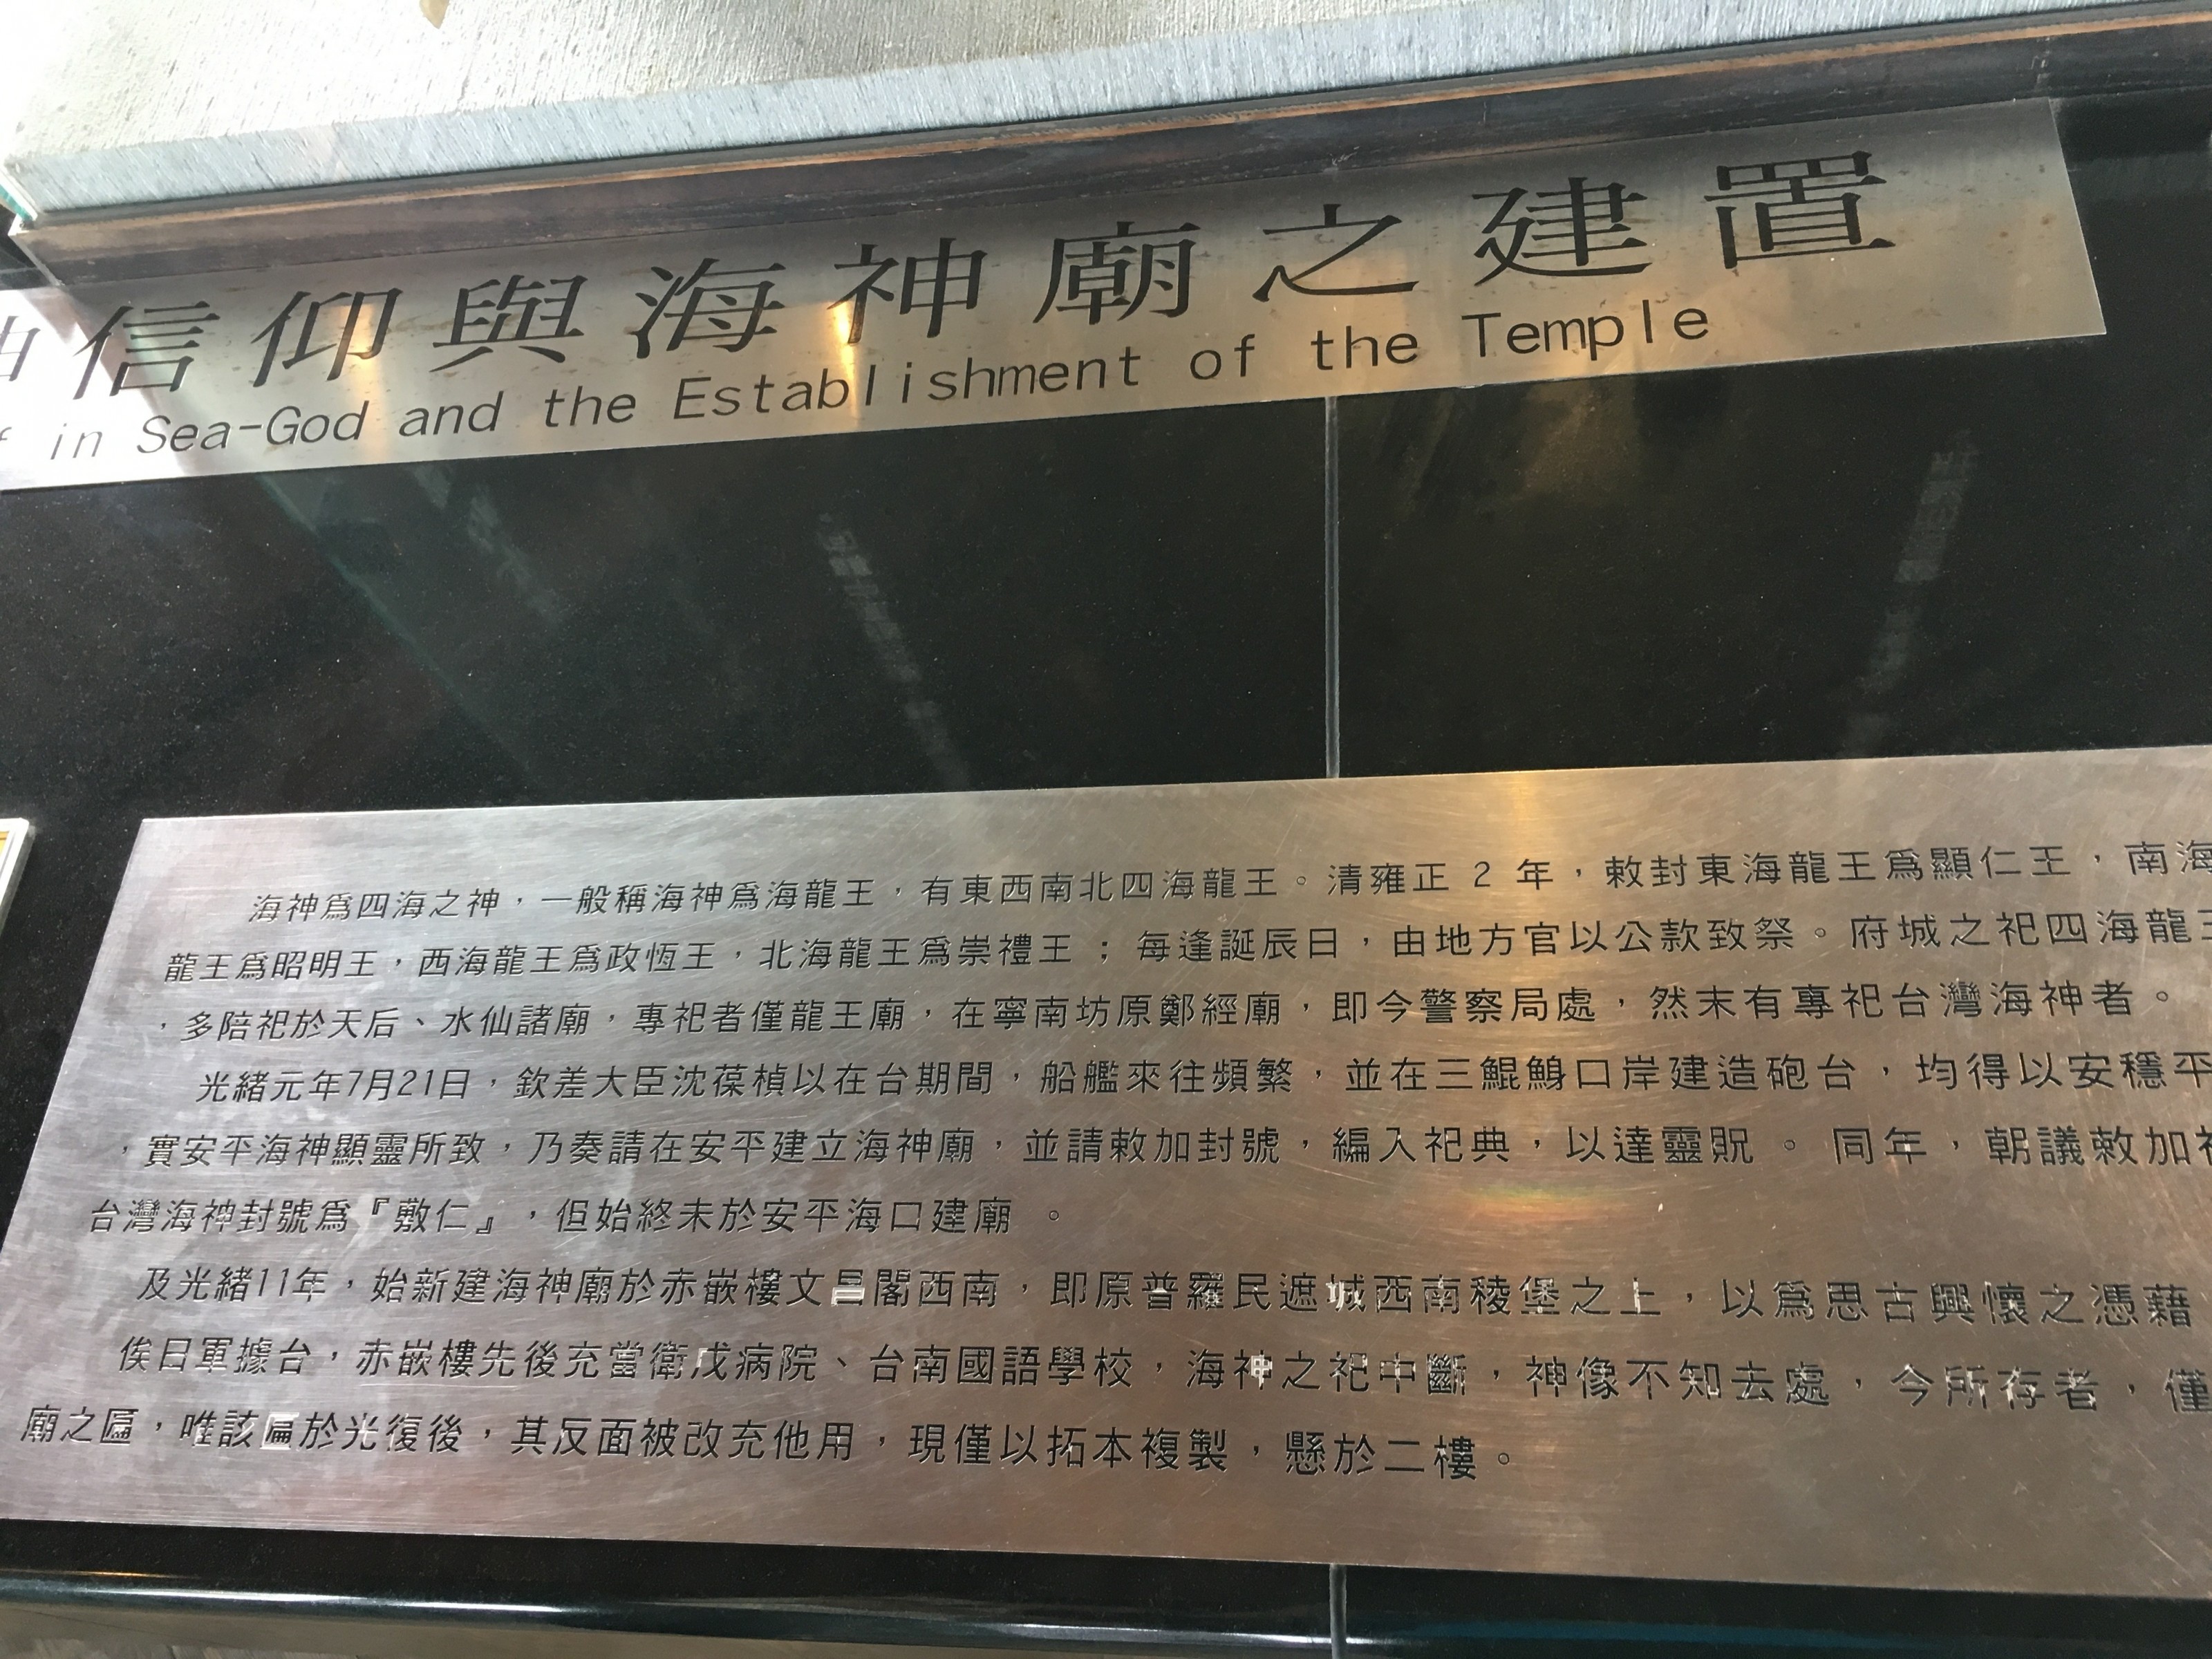 信仰與海神廟之建置
in Sea-God and the Establishment of the Temple
海神為四海之神，一般稱海神為海龍王，有東西南北四海龍王。清雍正 2 年，敕封東海龍王為顯仁王，南海
龍王為昭明王，西海龍王為政恆王，北海龍王為崇禮王；每逢誕辰日，由地方官以公款致祭。府城之祀四海龍王
，多陪祀於天后、水仙諸廟，專祀者僅龍王廟，在寧南坊原鄭經廟，即今警察局處，然末有專祀台灣海神者。
光緒元年7月21日，欽差大臣沈葆楨以在台期間，船艦來往頻繁，並在三鯤鯓口岸建造砲台，均得以安穩平
，實安平海神顯靈所致，乃奏請在安平建立海神廟，並請敕加封號，編入祀典，以達靈貺。同年，朝議敕加
台灣海神封號為『敷仁』，但始終未於安平海口建廟。
及光緒11年，始新建海神廟於赤嵌樓文昌閣西南，即原普羅民遮城西南稜堡之上，以為思古興懷之憑藉
俟日軍據台，赤嵌樓先後充當衛戍病院、台南國語學校，海神之祀中斷，神像不知去處，今所存者，僅
廟之匾，唯該匾於光復後，其反面被改充他用，現僅以拓本複製，懸於二樓。